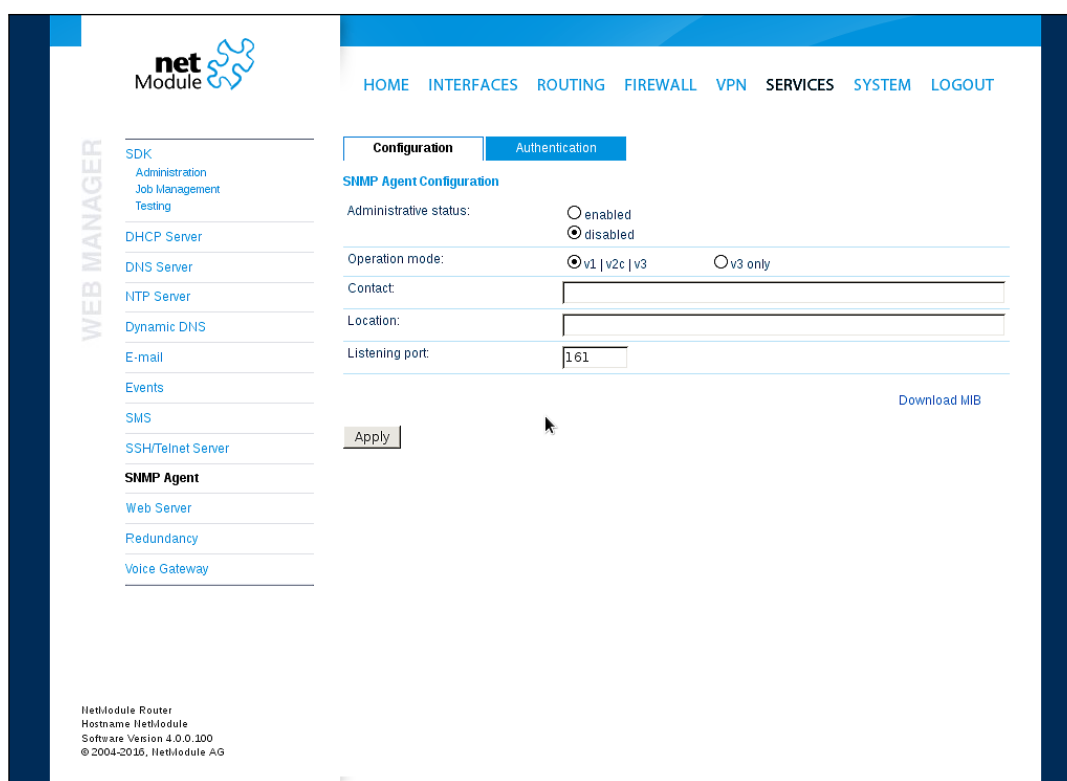 net
Module
HOME INTERFACES ROUTING FIREWALL VPN SERVICES SYSTEM LOGOUT
WEB MANAGER
SDK
Administration
Job Management
Testing
DHCP Server
DNS Server
NTP Server
Dynamic DNS
E-mail
Events
SMS
SSH/Telnet Server
SNMP Agent
Web Server
Redundancy
Voice Gateway
Configuration Authentication
SNMP Agent Configuration
Administrative status: enabled
disabled
Operation mode: v1 | v2c | v3 v3 only
Contact:
Location:
Listening port: 161
Download MIB
Apply
NetModule Router
Hostname NetModule
Software Version 4.0.0.100
© 2004-2016, NetModule AG